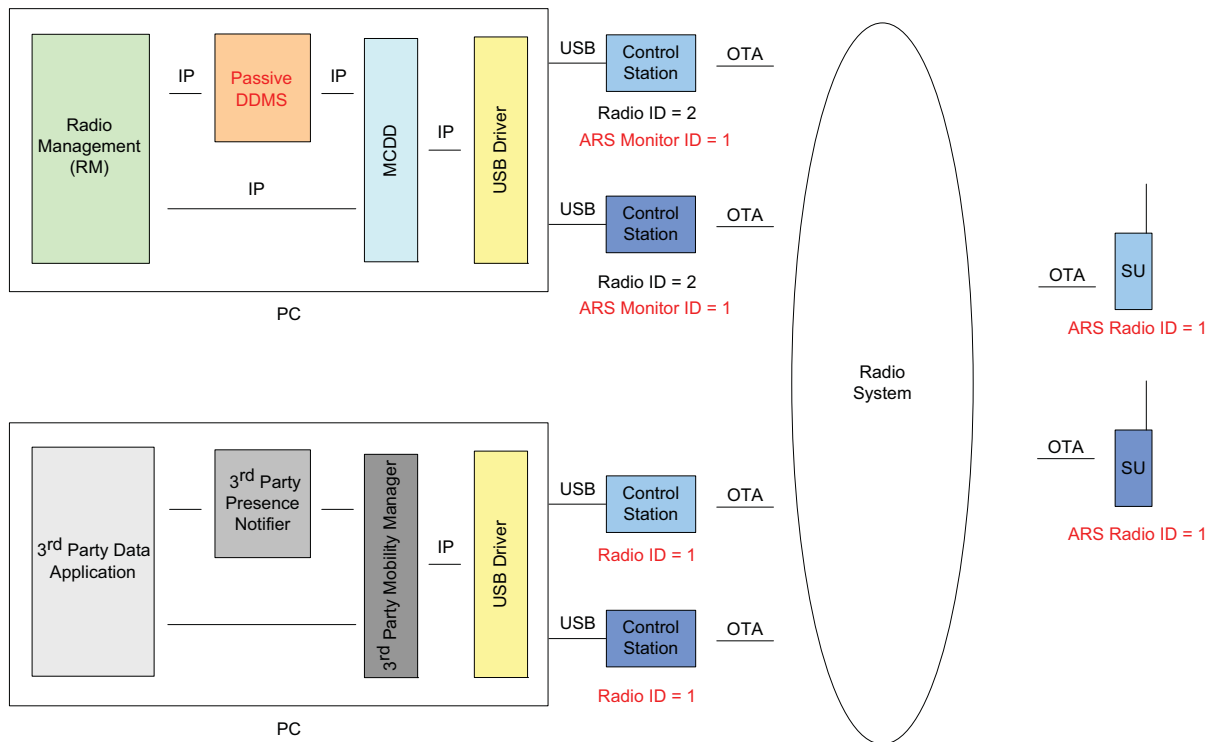 Radio
Management
(RM)
IP
Passive
DDMS
IP
IP
MCDD
IP
USB Driver
PC
USB
Control
Station
OTA
Radio ID = 2
ARS Monitor ID = 1
USB
Control
Station
OTA
Radio ID = 2
ARS Monitor ID = 1
Radio
System
OTA
SU
ARS Radio ID = 1
OTA
SU
ARS Radio ID = 1
3rd Party Data
Application
3rd Party
Presence
Notifier
3rd Party Mobility Manager
IP
USB Driver
PC
USB
Control
Station
OTA
Radio ID = 1
USB
Control
Station
OTA
Radio ID = 1